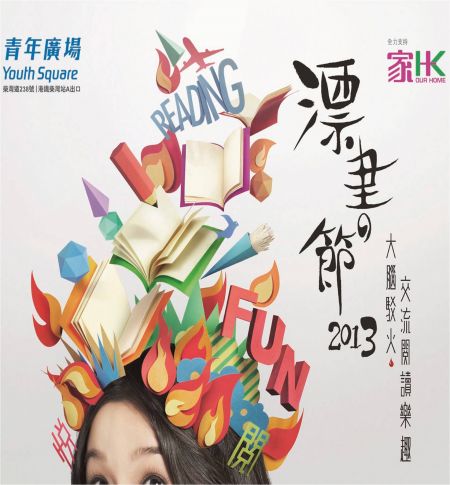 青年廣場
Youth Square
柴灣道238號|港鐵柴灣站A出口
全力支持
家HK
OUR HOME
READING
漂書の節
2013
大腦駁火
交流閱讀樂趣
FUN
悅
閱